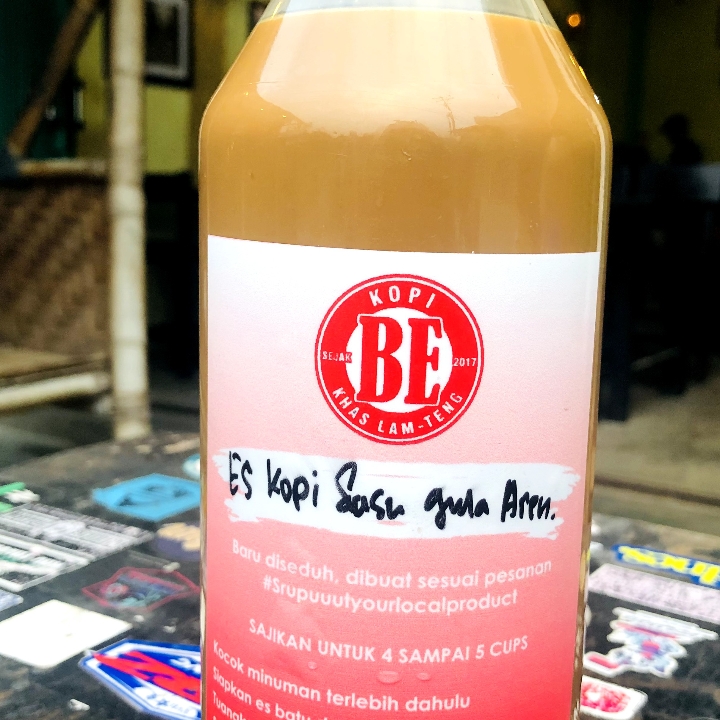 KOPI
SEJAK BE 2017
KHAS LAM-TENG
ES Kopi Susu gula Aren.
Baru diseduh, dibuat sesuai pesanan
#Srupuuutyourlocalproduct
SAJIKAN UNTUK 4 SAMPAI 5 CUPS
Kocok minuman terlebih dahulu
Siapkan es batu